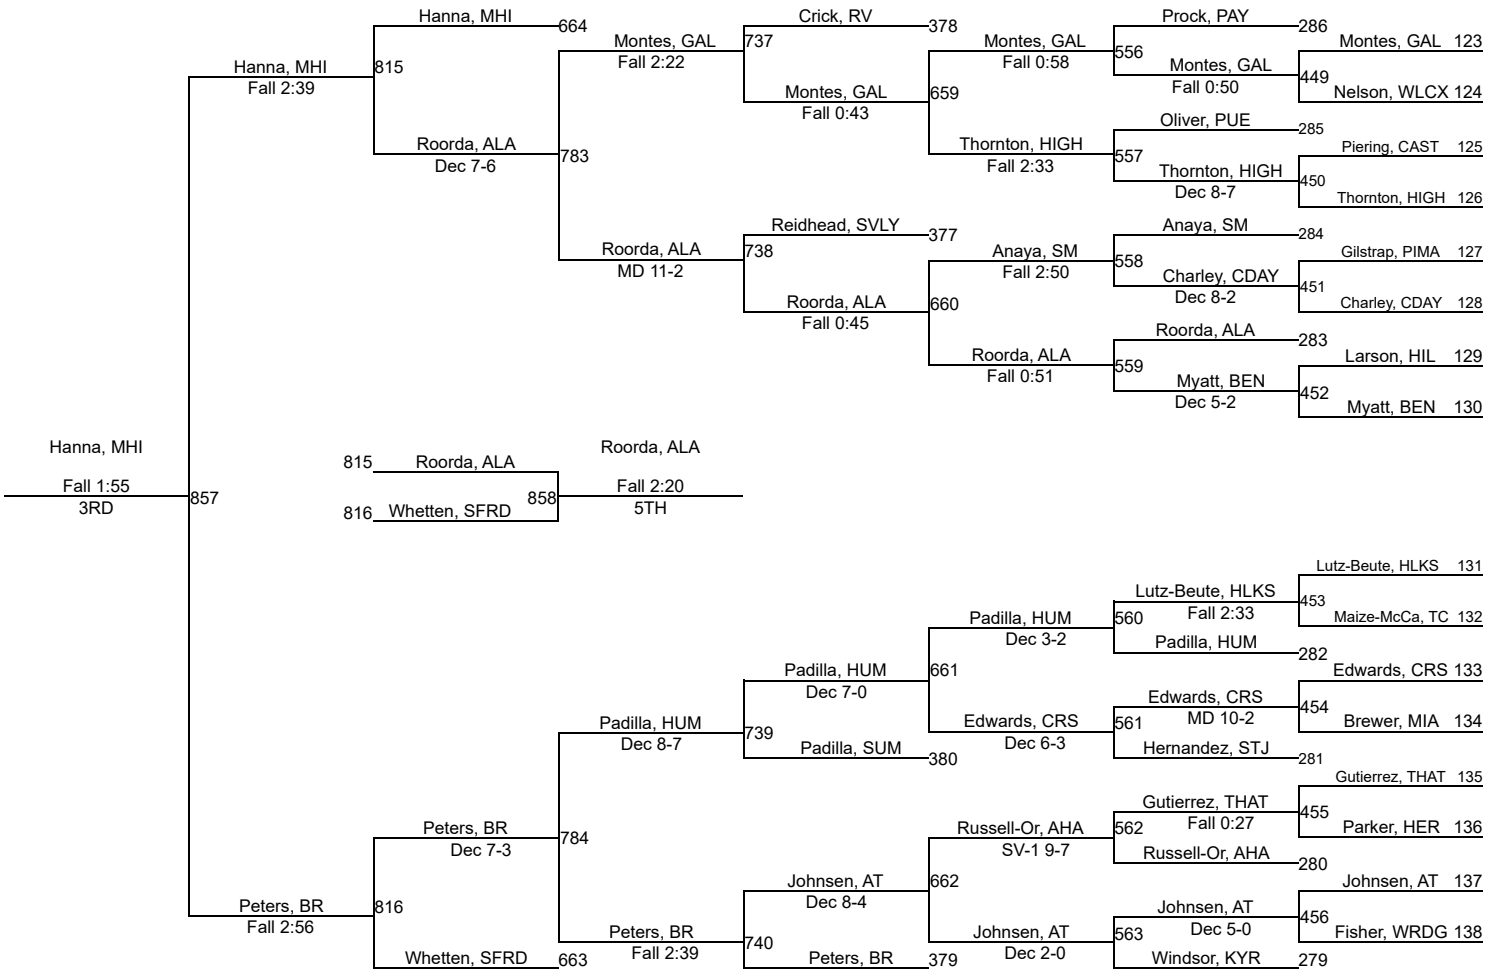 Hanna, MHI
664
Crick, RV
378
Prock, PAY
286
Montes, GAL 123
Montes, GAL
Fall 2:22
737
Montes, GAL
Fall 0:58
556
Montes, GAL
Fall 0:50
449
Nelson, WLCX 124
Hanna, MHI
Fall 2:39
815
Montes, GAL
Fall 0:43
659
Oliver, PUE
285
Piering, CAST 125
Roorda, ALA
Dec 7-6
783
Thornton, HIGH
Fall 2:33
557
Thornton, HIGH
Dec 8-7
450
Thornton, HIGH 126
Reidhead, SVLY
377
Anaya, SM
284
Gilstrap, PIMA 127
Roorda, ALA
MD 11-2
738
Anaya, SM
Fall 2:50
558
Charley, CDAY
Dec 8-2
451
Charley, CDAY 128
Roorda, ALA
Fall 0:45
660
Roorda, ALA
283
Larson, HIL 129
Roorda, ALA
Fall 0:51
559
Myatt, BEN
Dec 5-2
452
Myatt, BEN 130
Hanna, MHI
Fall 1:55
3RD
857
815 Roorda, ALA
816 Whetten, SFRD
858
Roorda, ALA
Fall 2:20
5TH
Lutz-Beute, HLKS 131
Lutz-Beute, HLKS
Fall 2:33
453
Maize-McCa, TC 132
Padilla, HUM
Dec 3-2
560
Padilla, HUM
282
Edwards, CRS 133
Padilla, HUM
Dec 7-0
661
Edwards, CRS
MD 10-2
454
Brewer, MIA 134
Padilla, HUM
Dec 8-7
739
Edwards, CRS
Dec 6-3
561
Hernandez, STJ
281
Padilla, SUM
380
Gutierrez, THAT 135
Gutierrez, THAT
Fall 0:27
455
Parker, HER 136
Peters, BR
Dec 7-3
784
Russell-Or, AHA
SV-1 9-7
562
Russell-Or, AHA
280
Johnsen, AT 137
Johnsen, AT
Dec 8-4
662
Johnsen, AT
Dec 5-0
456
Fisher, WRDG 138
Peters, BR
Fall 2:56
816
Peters, BR
Fall 2:39
740
Johnsen, AT
Dec 2-0
563
Windsor, KYR
279
Whetten, SFRD
663
Peters, BR
379